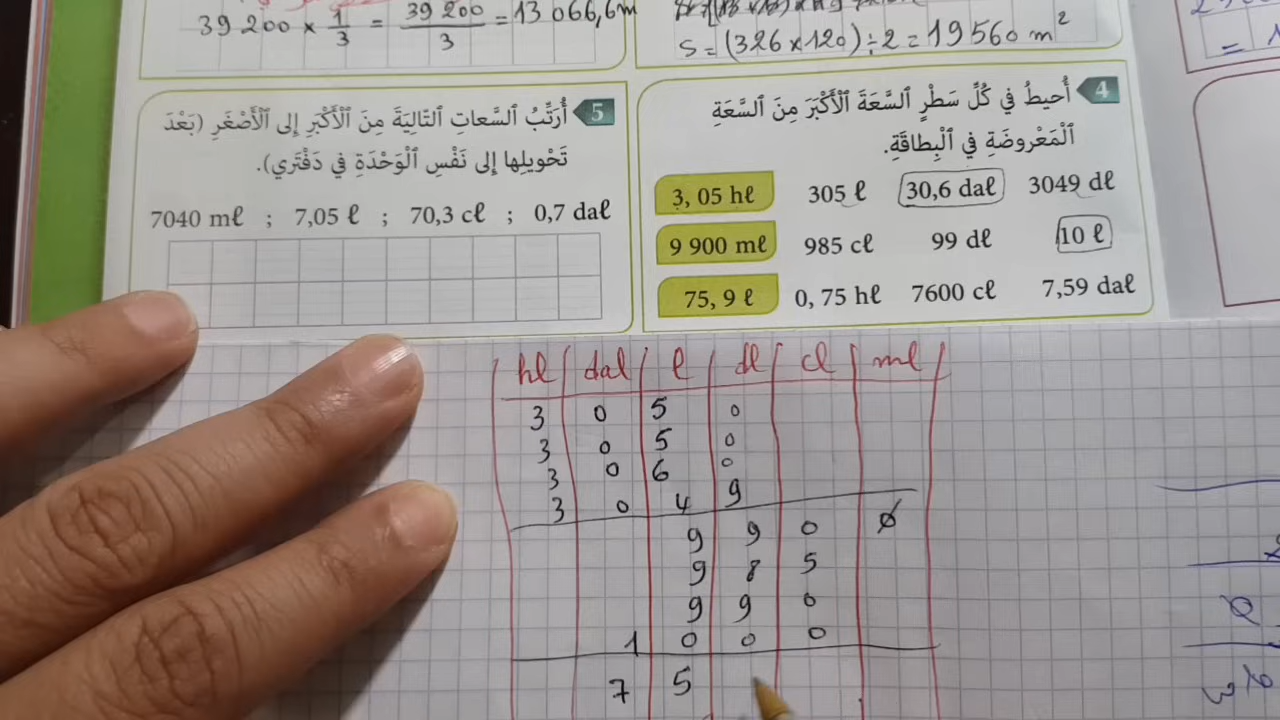 39 200 × 1/3 = 39 200/3 = 13 066,6m
S = (326 × 120) ÷ 2 = 19560 m²
4 أُحيطُ في كُلِّ سَطْرٍ ٱلسَّعَةَ ٱلْأَكْبَرَ مِنَ ٱلسَّعَةِ
ٱلْمَعْروضَةِ في ٱلْبِطاقَةِ.
3, 05 hℓ 305 ℓ 30,6 daℓ 3049 dℓ
9 900 mℓ 985 cℓ 99 dℓ 10 ℓ
75, 9 ℓ 0, 75 hℓ 7600 cℓ 7,59 daℓ
5 أُرَتِّبُ ٱلسَّعاتِ ٱلتّالِيَةَ مِنَ ٱلْأَكْبَرِ إِلى ٱلْأَصْغَرِ (بَعْدَ
تَحْويلِها إِلى نَفْسِ ٱلْوَحْدَةِ في دَفْتَري).
7040 mℓ ; 7,05 ℓ ; 70,3 cℓ ; 0,7 daℓ
hl dal l dl cl ml
3 0 5 0
3 0 5 0
3 0 6 0
3 0 4 9
9 9 0 0
9 8 5
9 9 0
1 0 0 0
7 5